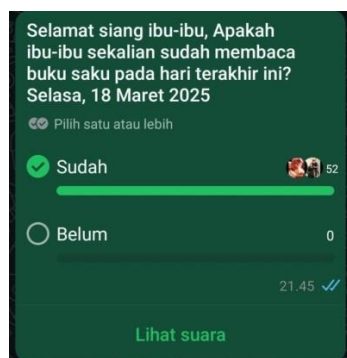 Selamat siang ibu-ibu, Apakah
ibu-ibu sekalian sudah membaca
buku saku pada hari terakhir ini?
Selasa, 18 Maret 2025
Pilih satu atau lebih
Sudah 52
Belum 0
21.45
Lihat suara